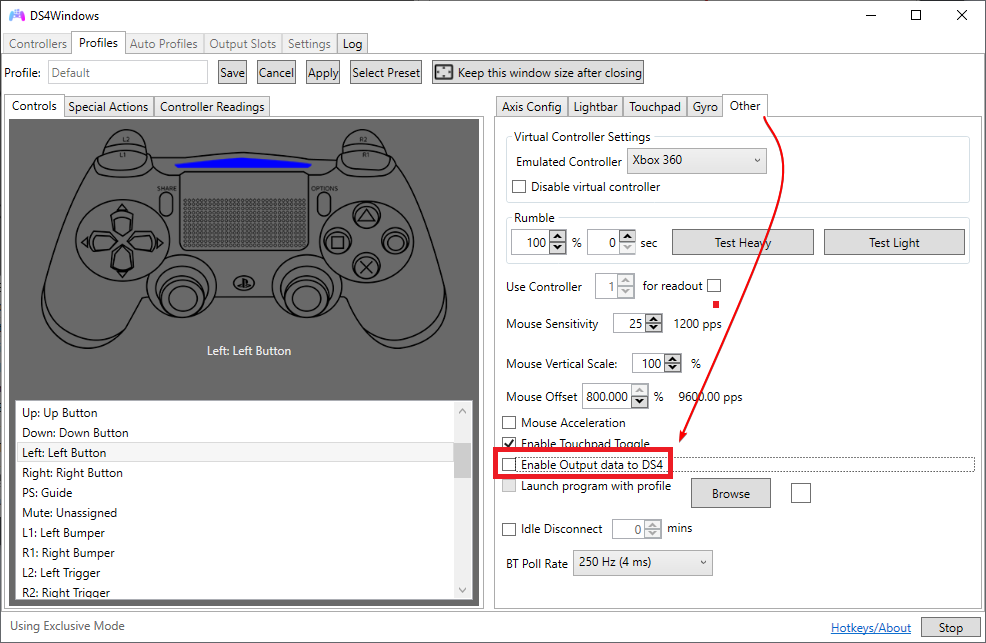 DS4Windows
Controllers Profiles Auto Profiles Output Slots Settings Log
Profile: Default Save Cancel Apply Select Preset Keep this window size after closing
Controls Special Actions Controller Readings
L2
L1
R2
R1
SHARE
OPTIONS
Left: Left Button
Up: Up Button
Down: Down Button
Left: Left Button
Right: Right Button
PS: Guide
Mute: Unassigned
L1: Left Bumper
R1: Right Bumper
L2: Left Trigger
R2: Right Trigger
Axis Config Lightbar Touchpad Gyro Other
Virtual Controller Settings
Emulated Controller Xbox 360
Disable virtual controller
Rumble
100 % 0 sec Test Heavy Test Light
Use Controller 1 for readout
Mouse Sensitivity 25 1200 pps
Mouse Vertical Scale: 100 %
Mouse Offset 800.000 % 9600.00 pps
Mouse Acceleration
Enable Touchpad Toggle
Enable Output data to DS4
Launch program with profile Browse
Idle Disconnect 0 mins
BT Poll Rate 250 Hz (4 ms)
Using Exclusive Mode Hotkeys/About Stop